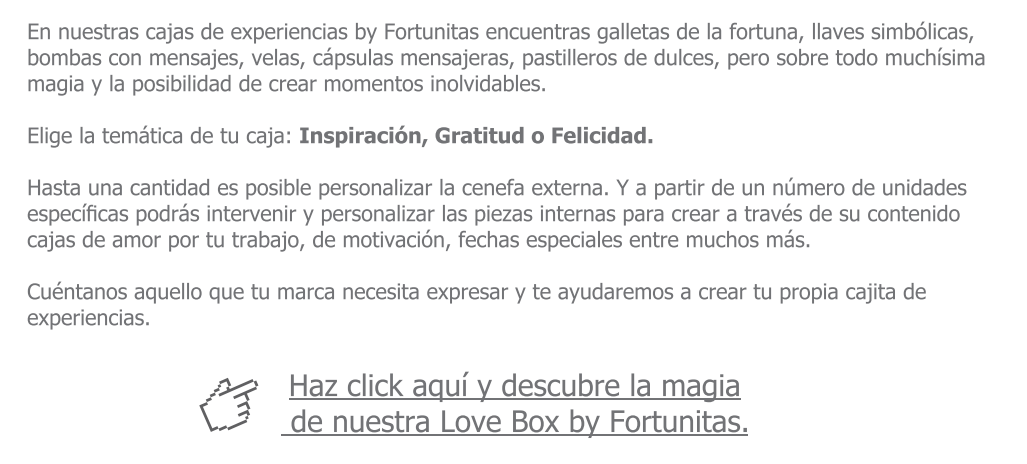 En nuestras cajas de experiencias by Fortunitas encuentras galletas de la fortuna, llaves simbólicas,
bombas con mensajes, velas, cápsulas mensajeras, pastilleros de dulces, pero sobre todo muchísima
magia y la posibilidad de crear momentos inolvidables.
Elige la temática de tu caja: Inspiración, Gratitud o Felicidad.
Hasta una cantidad es posible personalizar la cenefa externa. Y a partir de un número de unidades
específicas podrás intervenir y personalizar las piezas internas para crear a través de su contenido
cajas de amor por tu trabajo, de motivación, fechas especiales entre muchos más.
Cuéntanos aquello que tu marca necesita expresar y te ayudaremos a crear tu propia cajita de
experiencias.
Haz click aquí y descubre la magia
de nuestra Love Box by Fortunitas.